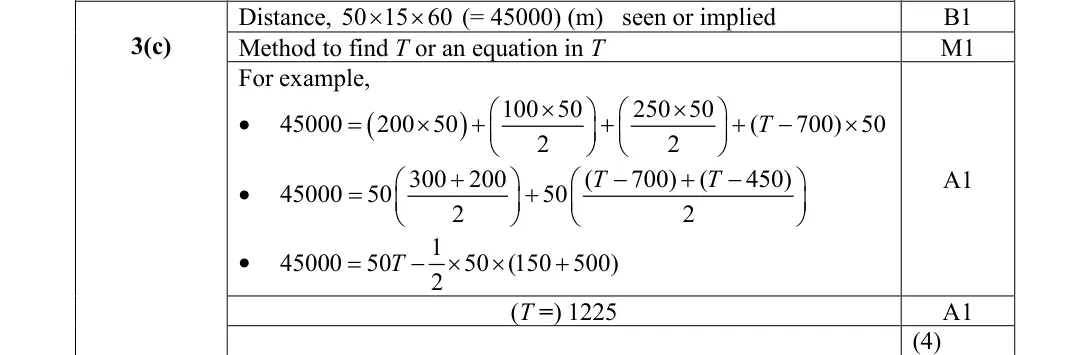 Distance, 50×15×60 (= 45000) (m) seen or implied B1
3(c) Method to find T or an equation in T M1
For example,
• 45000 = (200×50) + (100×50/2) + (250×50/2) + (T − 700)×50
• 45000 = 50(300 + 200/2) + 50((T − 700) + (T − 450)/2) A1
• 45000 = 50T − 1/2 × 50 × (150 + 500)
(T =) 1225 A1
(4)